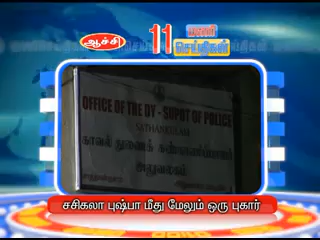 ஆச்சி 11 மணி
செய்திகள்
OFFICE OF THE DY - SUPDT OF POLICE
SATHANKULAM
காவல் துணைக் கண்காணிப்பாளர்
அலுவலகம்
சசிகலா புஷ்பா மீது மேலும் ஒரு புகார்